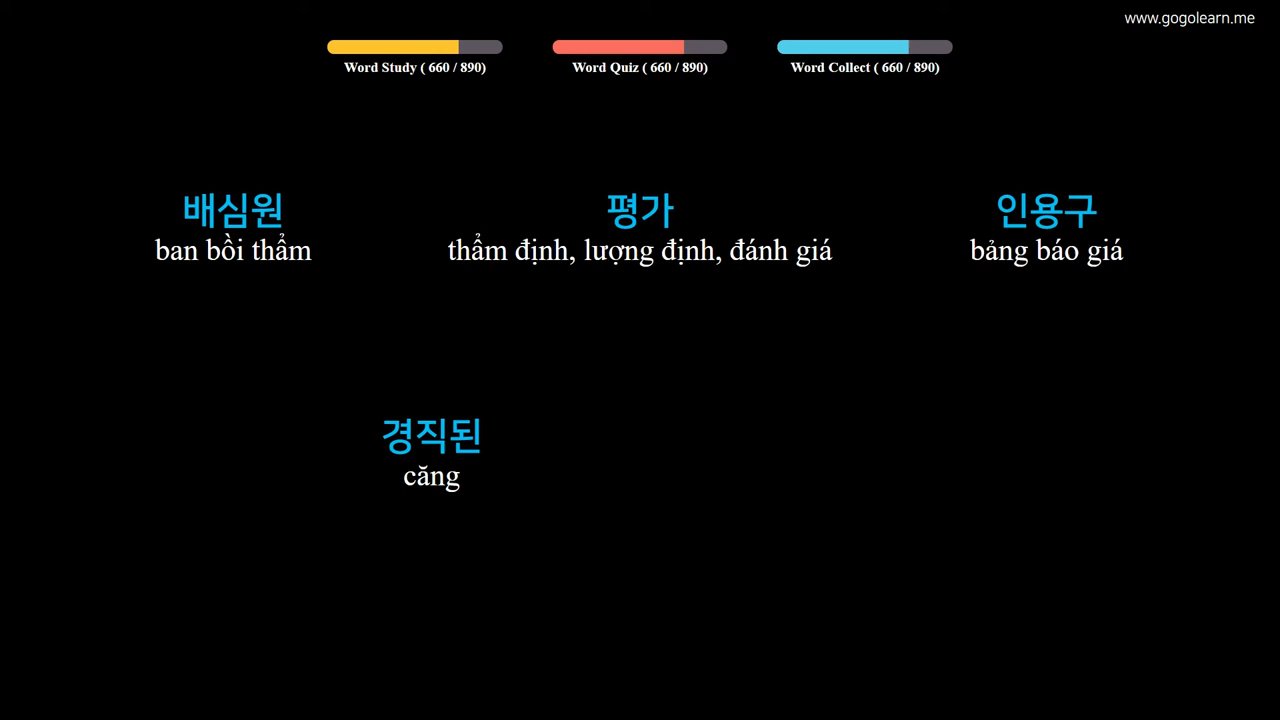 www.gogolearn.me
Word Study ( 660 / 890)
Word Quiz ( 660 / 890)
Word Collect ( 660 / 890)
배심원
ban bồi thẩm
평가
thẩm định, lượng định, đánh giá
인용구
bảng báo giá
경직된
căng